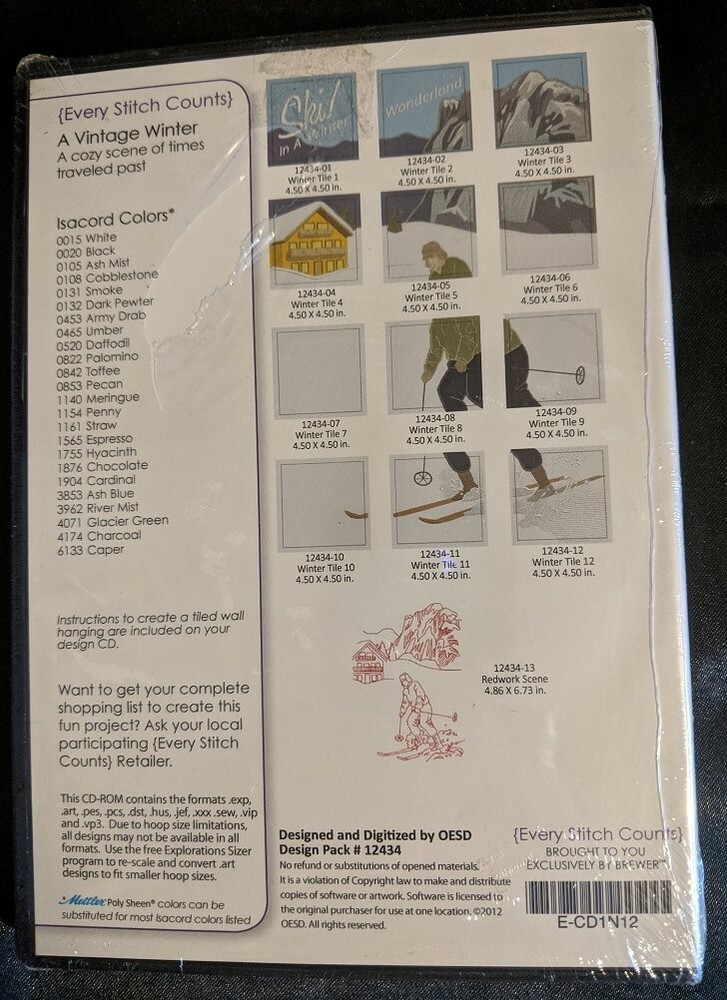 {Every Stitch Counts}
A Vintage Winter
A cozy scene of times
traveled past
Isacord Colors*
0015 White
0020 Black
0105 Ash Mist
0108 Cobblestone
0131 Smoke
0132 Dark Pewter
0453 Army Drab
0465 Umber
0520 Daffodil
0822 Palomino
0842 Toffee
0853 Pecan
1140 Meringue
1154 Penny
1161 Straw
1565 Espresso
1755 Hyacinth
1876 Chocolate
1904 Cardinal
3853 Ash Blue
3962 River Mist
4071 Glacier Green
4174 Charcoal
6133 Caper
Instructions to create a tiled wall
hanging are included on your
design CD.
Want to get your complete
shopping list to create this
fun project? Ask your local
participating {Every Stitch
Counts} Retailer.
This CD-ROM contains the formats .exp,
.art, .pes, .pcs, .dst, .hus, .jef, .xxx .sew, .vip
and .vp3. Due to hoop size limitations,
all designs may not be available in all
formats. Use the free Explorations Sizer
program to re-scale and convert .art
designs to fit smaller hoop sizes.
Mettler Poly Sheen® colors can be
substituted for most Isacord colors listed
Ski!
In A Winter
12434-01
Winter Tile 1
4.50 X 4.50 in.
Wonderland
12434-02
Winter Tile 2
4.50 X 4.50 in.
12434-03
Winter Tile 3
4.50 X 4.50 in.
12434-04
Winter Tile 4
4.50 X 4.50 in.
12434-05
Winter Tile 5
4.50 X 4.50 in.
12434-06
Winter Tile 6
4.50 X 4.50 in.
12434-07
Winter Tile 7
4.50 X 4.50 in.
12434-08
Winter Tile 8
4.50 X 4.50 in.
12434-09
Winter Tile 9
4.50 X 4.50 in.
12434-10
Winter Tile 10
4.50 X 4.50 in.
12434-11
Winter Tile 11
4.50 X 4.50 in.
12434-12
Winter Tile 12
4.50 X 4.50 in.
12434-13
Redwork Scene
4.86 X 6.73 in.
Designed and Digitized by OESD
Design Pack # 12434
No refund or substitutions of opened materials.
It is a violation of Copyright law to make and distribute
copies of software or artwork. Software is licensed to
the original purchaser for use at one location. ©2012
OESD. All rights reserved.
{Every Stitch Counts}
BROUGHT TO YOU
EXCLUSIVELY BY BREWER™
E-CD1N12